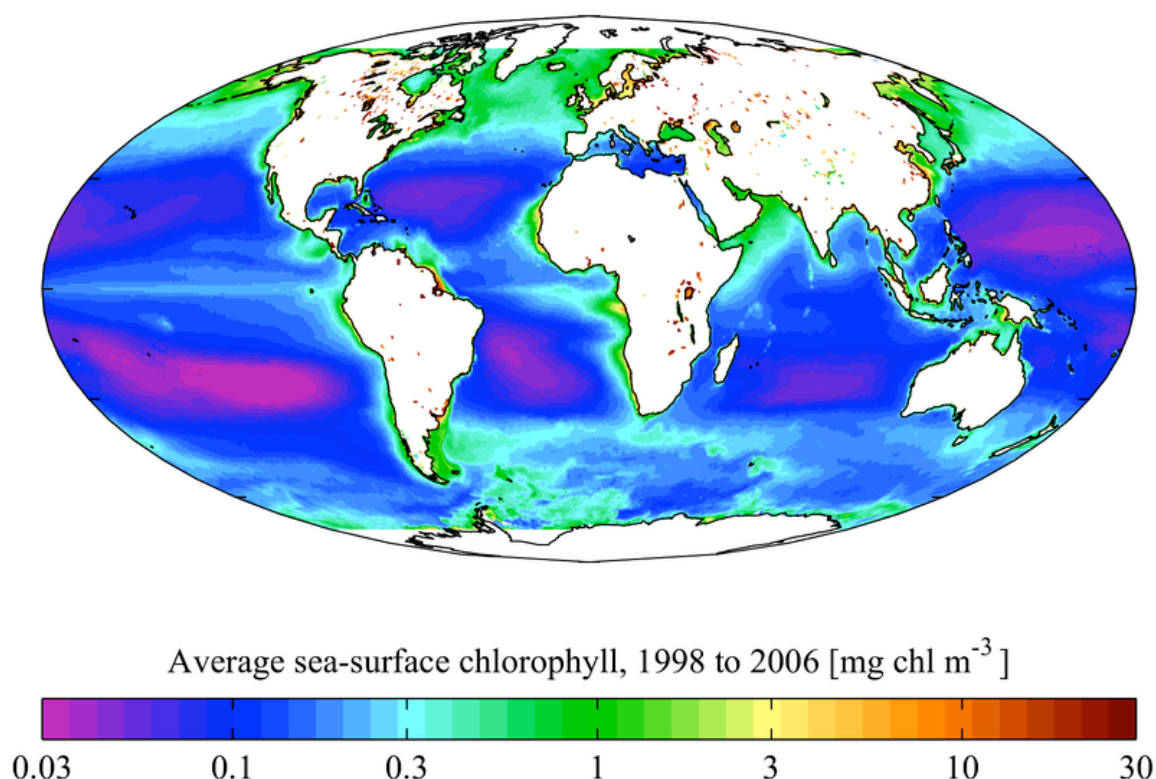 Average sea-surface chlorophyll, 1998 to 2006 [mg chl m⁻³ ]
0.03 0.1 0.3 1 3 10 30